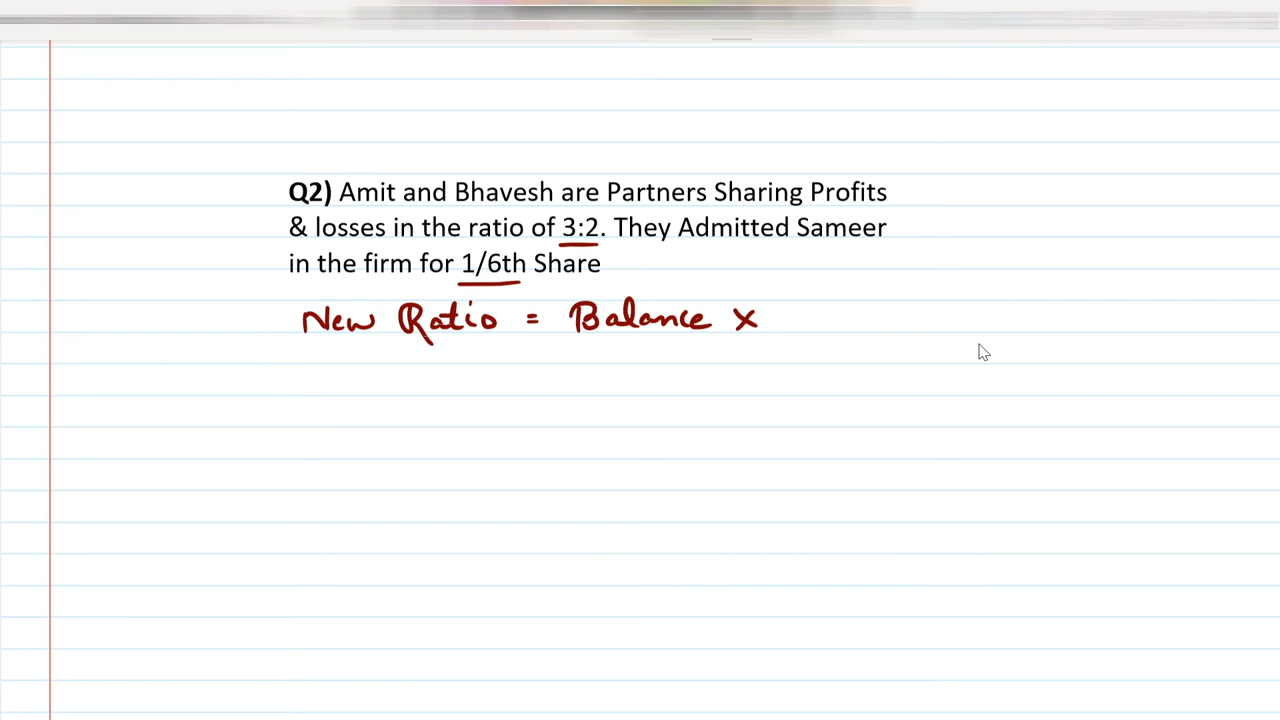 Q2) Amit and Bhavesh are Partners Sharing Profits
& losses in the ratio of 3:2. They Admitted Sameer
in the firm for 1/6th Share
New Ratio = Balance ×